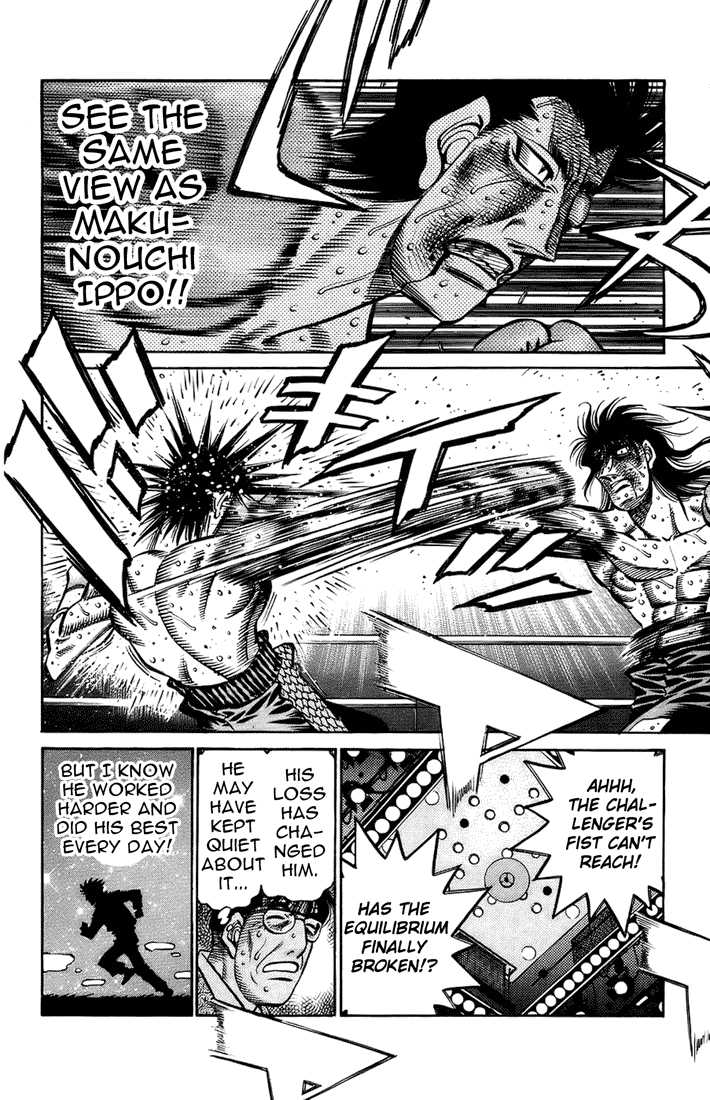 SEE THE
SAME
VIEW AS
MAKU-
NOUCHI
IPPO!!
AHHH,
THE CHAL-
LENGER'S
FIST CAN'T
REACH!
HAS THE
EQUILIBRIUM
FINALLY
BROKEN!?
HIS
LOSS
HAS
CHA-
NGED
HIM.
HE
MAY
HAVE
KEPT
QUIET
ABOUT
IT...
BUT I KNOW
HE WORKED
HARDER AND
DID HIS BEST
EVERY DAY!